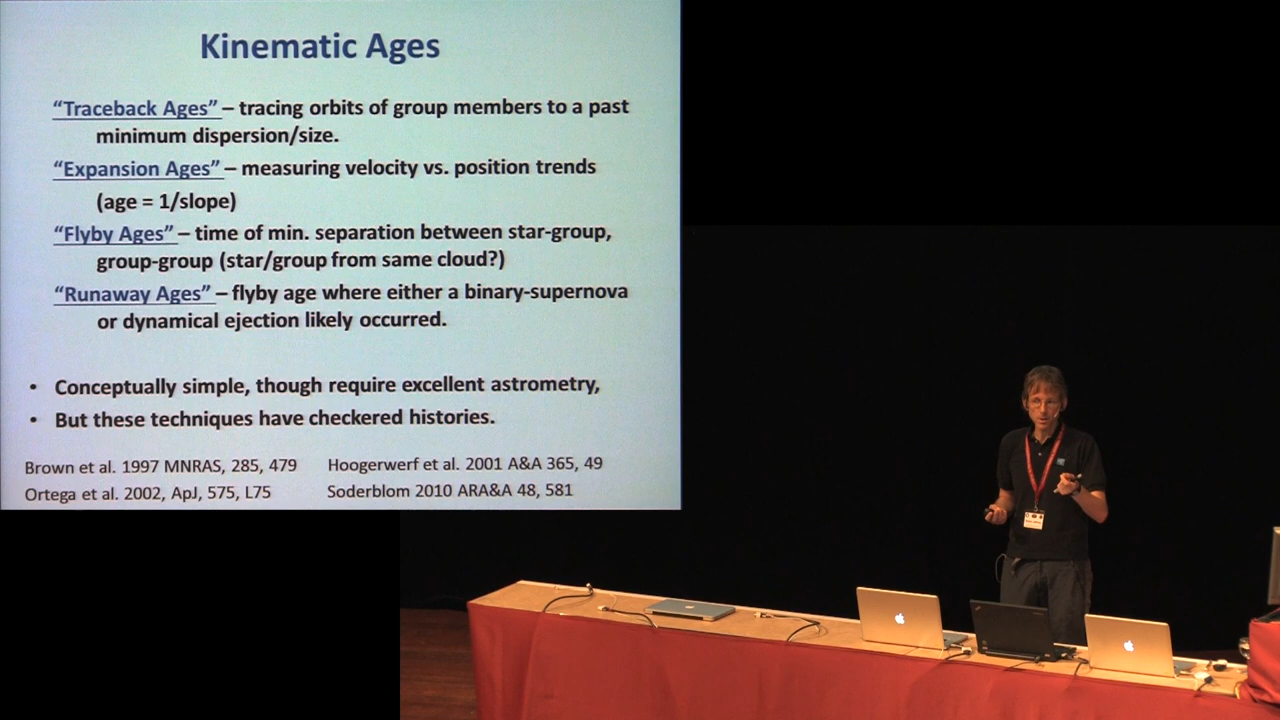 Kinematic Ages
“Traceback Ages” – tracing orbits of group members to a past
minimum dispersion/size.
“Expansion Ages” – measuring velocity vs. position trends
(age = 1/slope)
“Flyby Ages” – time of min. separation between star-group,
group-group (star/group from same cloud?)
“Runaway Ages” – flyby age where either a binary-supernova
or dynamical ejection likely occurred.
• Conceptually simple, though require excellent astrometry,
• But these techniques have checkered histories.
Brown et al. 1997 MNRAS, 285, 479 Hoogerwerf et al. 2001 A&A 365, 49
Ortega et al. 2002, ApJ, 575, L75 Soderblom 2010 ARA&A 48, 581